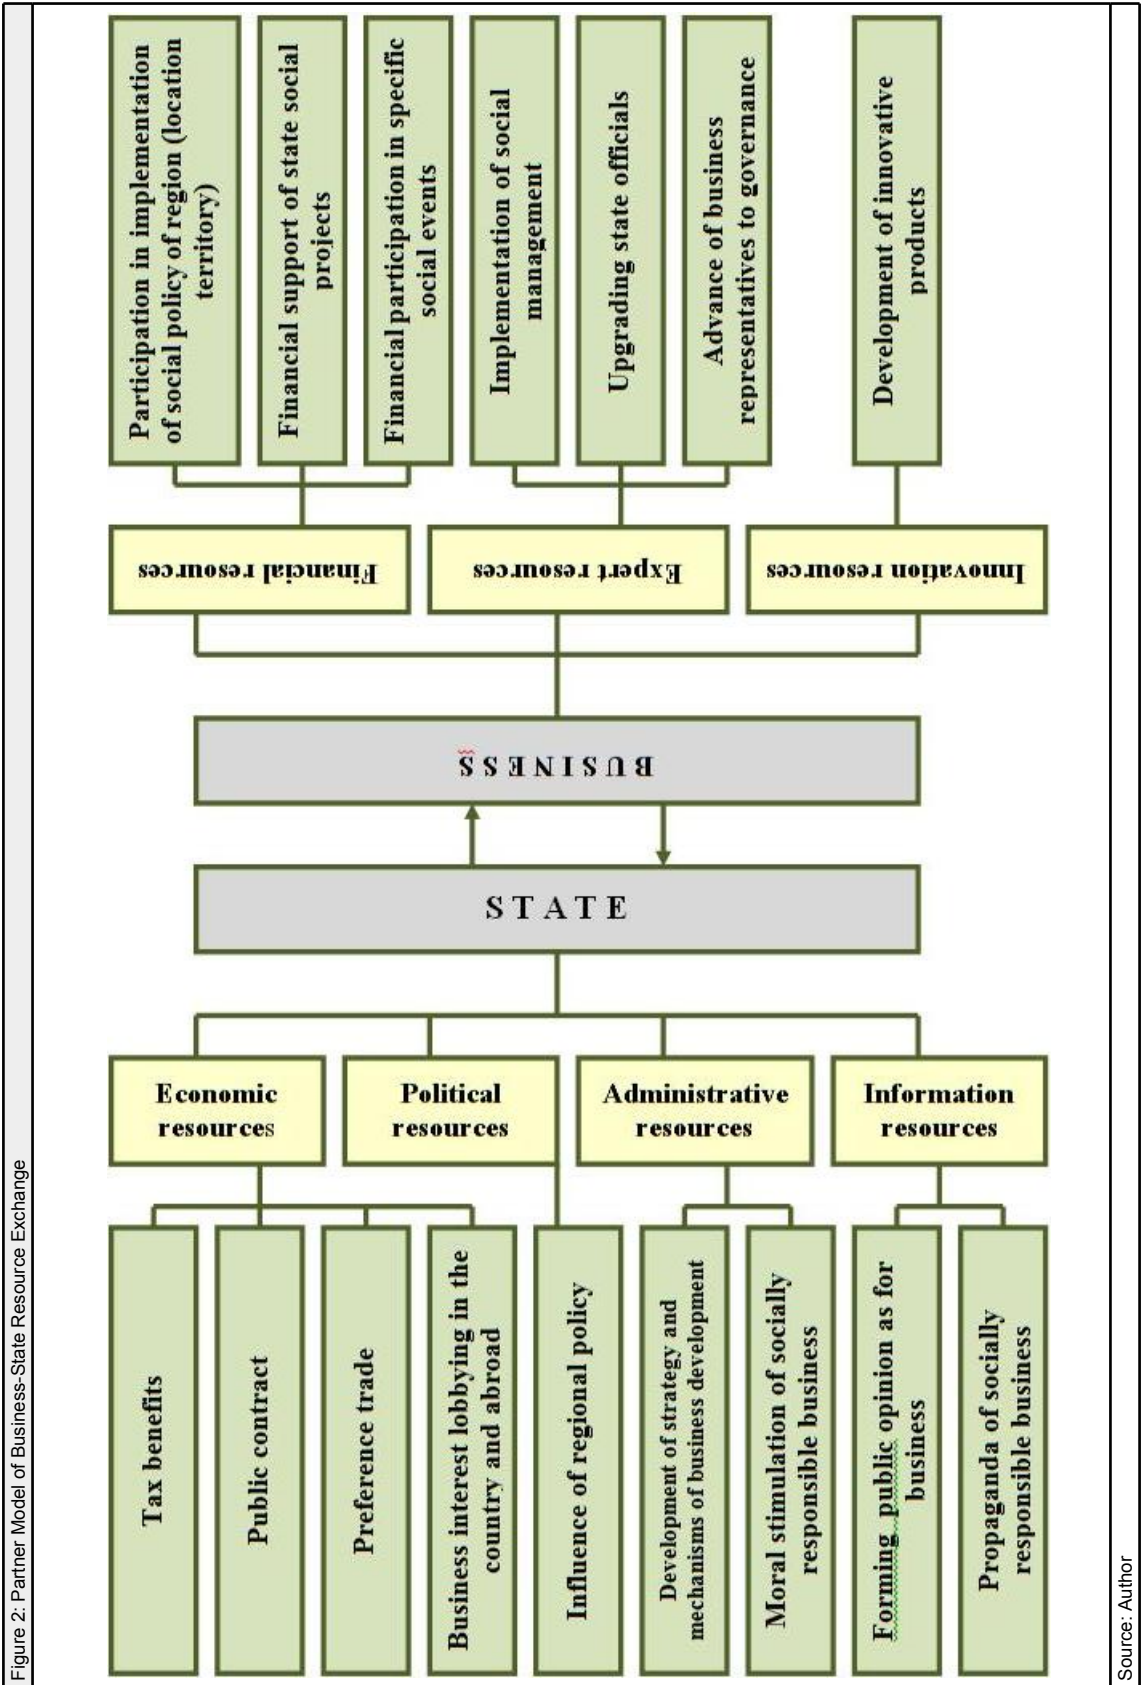 Figure 2: Partner Model of Business-State Resource Exchange
Participation in implementation
of social policy of region (location
territory)
Financial support of state social
projects
Financial participation in specific
social events
Implementation of social
management
Upgrading state officials
Advance of business
representatives to governance
Development of innovative
products
Financial resources
Expert resources
Innovation resources
BUSINESS
STATE
Economic
resources
Political
resources
Administrative
resources
Information
resources
Tax benefits
Public contract
Preference trade
Business interest lobbying in the
country and abroad
Influence of regional policy
Development of strategy and
mechanisms of business development
Moral stimulation of socially
responsible business
Forming public opinion as for
business
Propaganda of socially
responsible business
Source: Author